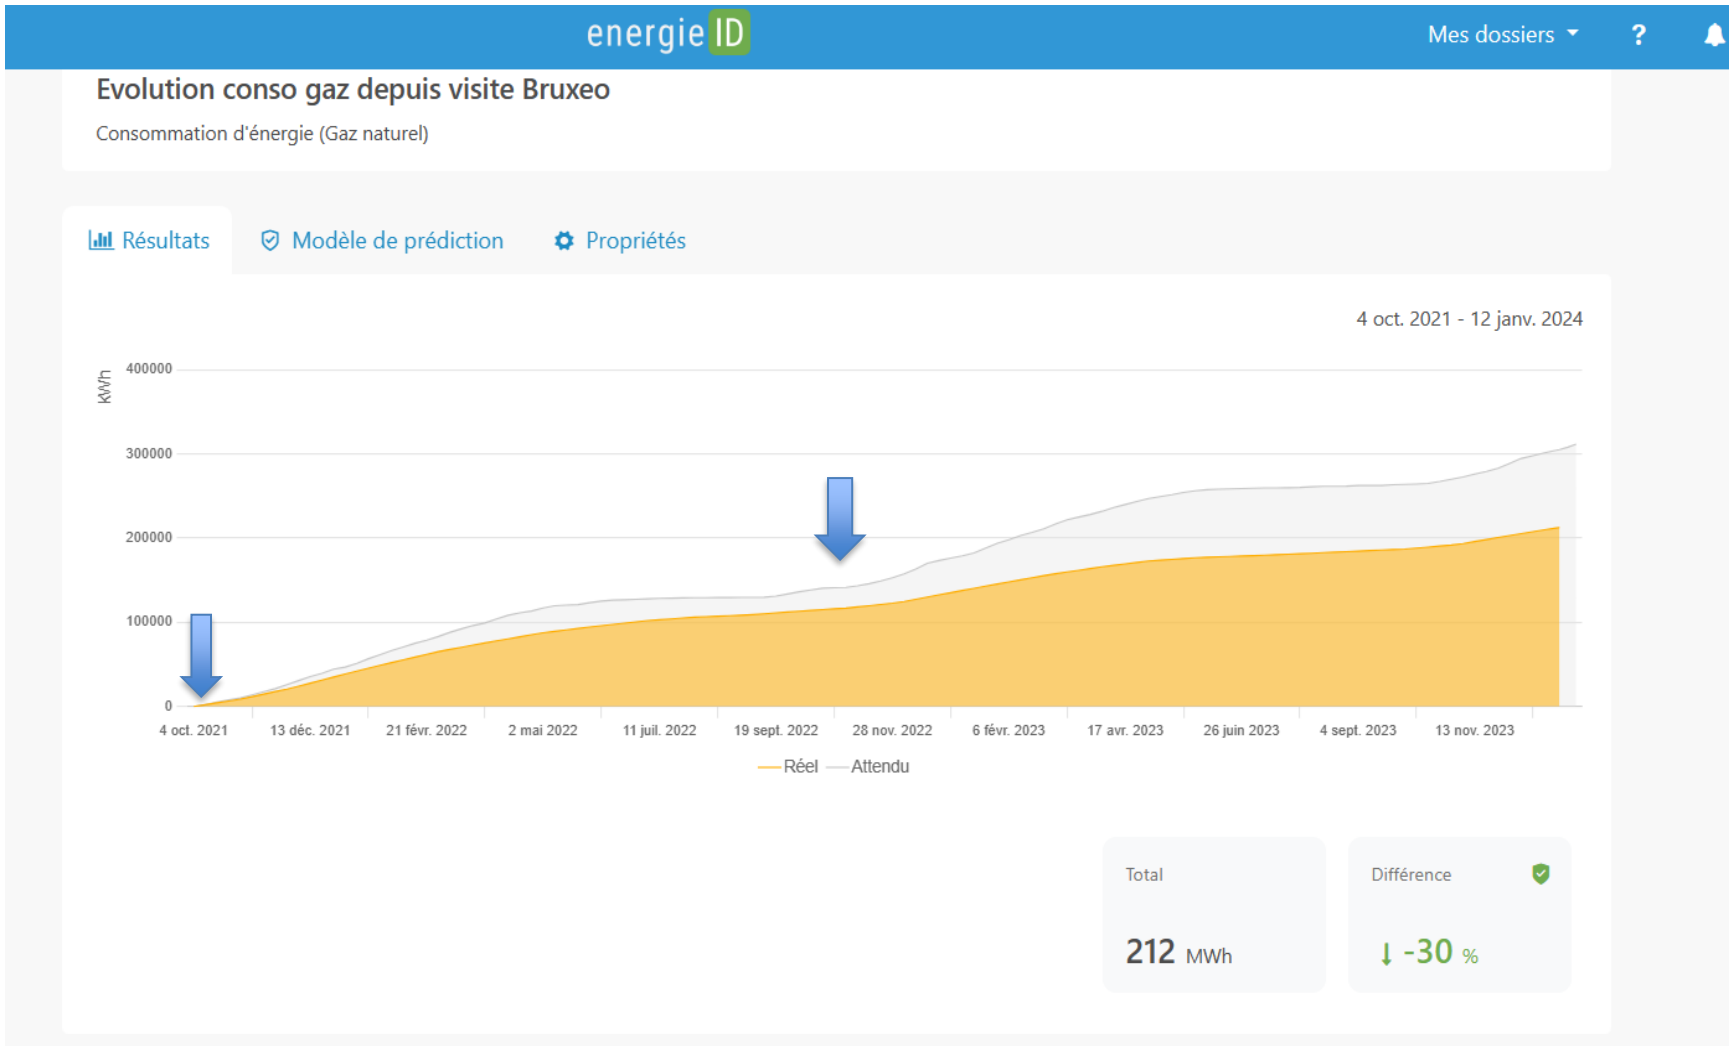 energieID
Mes dossiers ?
Evolution conso gaz depuis visite Bruxeo
Consommation d'énergie (Gaz naturel)
Résultats Modèle de prédiction Propriétés
4 oct. 2021 - 12 janv. 2024
kWh
400000
300000
200000
100000
0
4 oct. 2021 13 déc. 2021 21 févr. 2022 2 mai 2022 11 juil. 2022 19 sept. 2022 28 nov. 2022 6 févr. 2023 17 avr. 2023 26 juin 2023 4 sept. 2023 13 nov. 2023
Réel Attendu
Total
212 MWh
Différence
-30 %